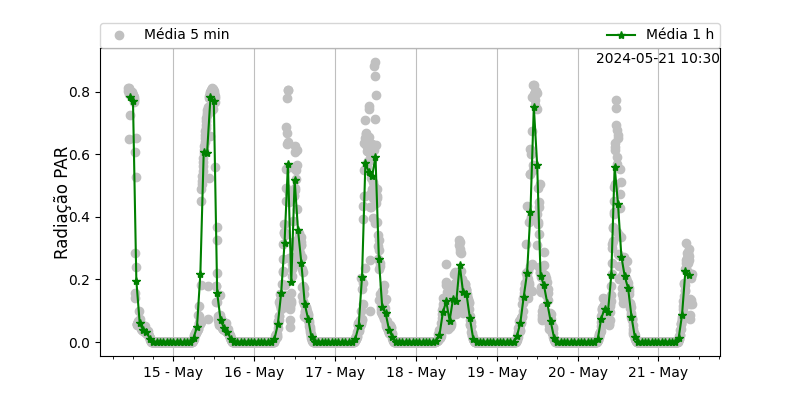 Média 5 min
Média 1 h
2024-05-21 10:30
Radiação PAR
0.8
0.6
0.4
0.2
0.0
15 - May
16 - May
17 - May
18 - May
19 - May
20 - May
21 - May